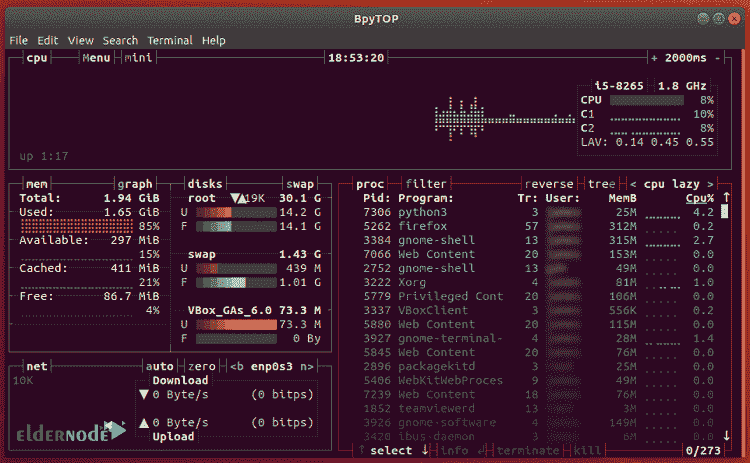 BpyTOP
File Edit View Search Terminal Help
cpu Menu mini 18:53:20 + 2000ms -
i5-8265 1.8 GHz
CPU 8%
C1 10%
C2 8%
LAV: 0.14 0.45 0.55
up 1:17
mem graph
Total: 1.94 GiB
Used: 1.65 GiB
85%
Available: 297 MiB
15%
Cached: 411 MiB
21%
Free: 86.7 MiB
4%
disks swap
root ▼▲19K 30.1 G
U 14.2 G
F 14.1 G
swap 1.43 G
U 439 M
F 1.01 G
VBox_GAs_6.0 73.3 M
U 73.3 M
F 0 By
net auto zero <b enp0s3 n>
10K
Download
▼ 0 Byte/s (0 bitps)
▲ 0 Byte/s (0 bitps)
Upload
eldernode
proc filter reverse tree < cpu lazy >
Pid: Program: Tr: User: MemB Cpu% ↑
7306 python3 3 25M 4.2
5262 firefox 57 312M 0.2
3384 gnome-shell 13 315M 2.7
7066 Web Content 20 153M 0.0
2752 gnome-shell 13 49M 0.0
3222 Xorg 4 81M 1.0
5779 Privileged Cont 20 106M 0.0
3337 VBoxClient 3 556K 0.2
5880 Web Content 20 115M 0.0
3927 gnome-terminal- 4 28M 1.4
5845 Web Content 20 76M 0.0
2896 packagekitd 3 25M 0.0
5406 WebKitWebProces 9 49M 0.0
7239 Web Content 18 76M 0.0
1852 teamviewerd 13 3M 0.0
3926 gnome-software 4 149M 0.0
3420 ibus-daemon 3 6M 0.0 ↓
↑ select ↓ info ↲ terminate kill 0/273